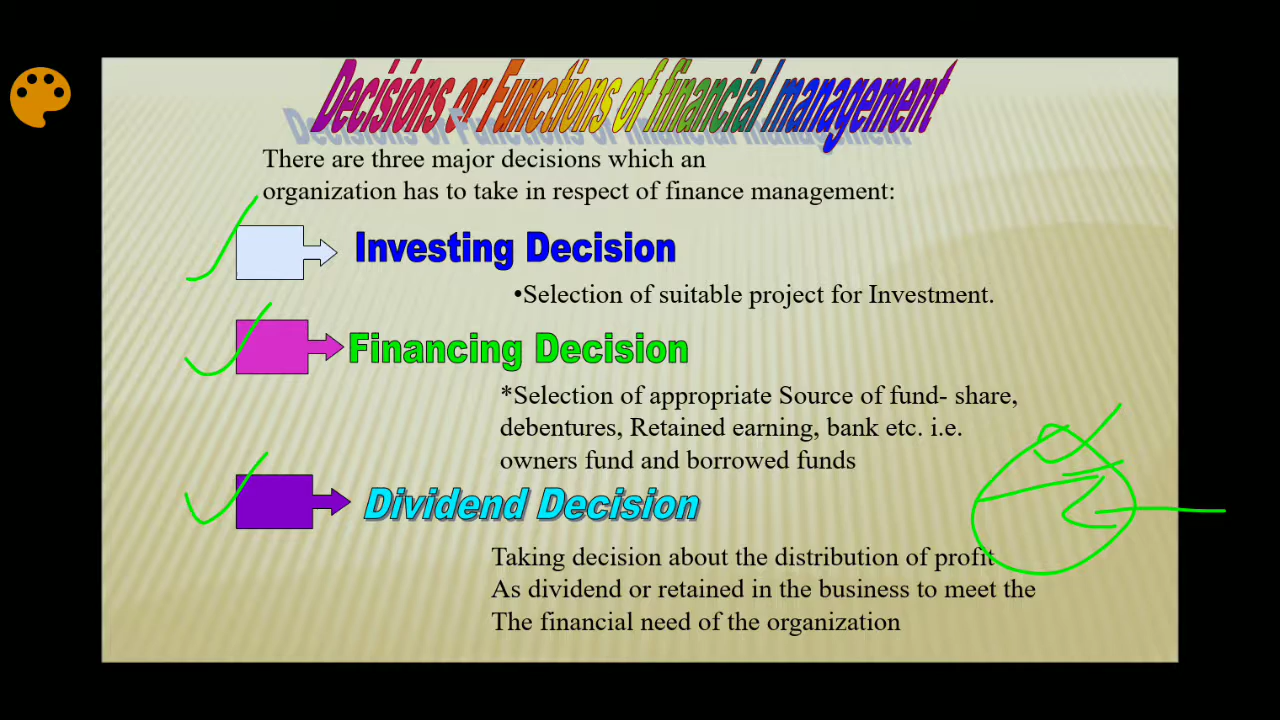 Decisions or Functions of financial management
There are three major decisions which an
organization has to take in respect of finance management:
Investing Decision
•Selection of suitable project for Investment.
Financing Decision
*Selection of appropriate Source of fund- share,
debentures, Retained earning, bank etc. i.e.
owners fund and borrowed funds
Dividend Decision
Taking decision about the distribution of profit
As dividend or retained in the business to meet the
The financial need of the organization